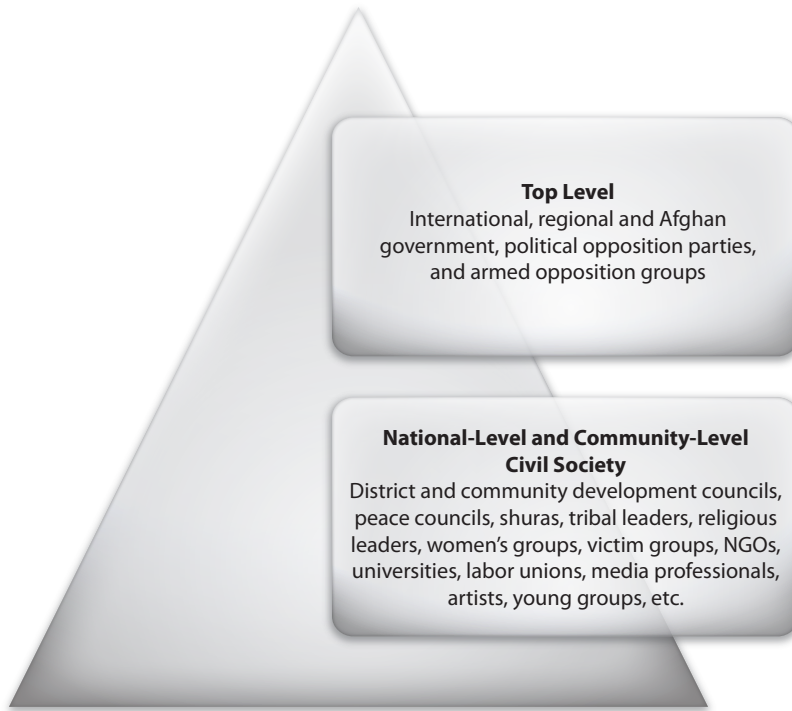 Top Level
International, regional and Afghan
government, political opposition parties,
and armed opposition groups
National-Level and Community-Level
Civil Society
District and community development councils,
peace councils, shuras, tribal leaders, religious
leaders, women’s groups, victim groups, NGOs,
universities, labor unions, media professionals,
artists, young groups, etc.